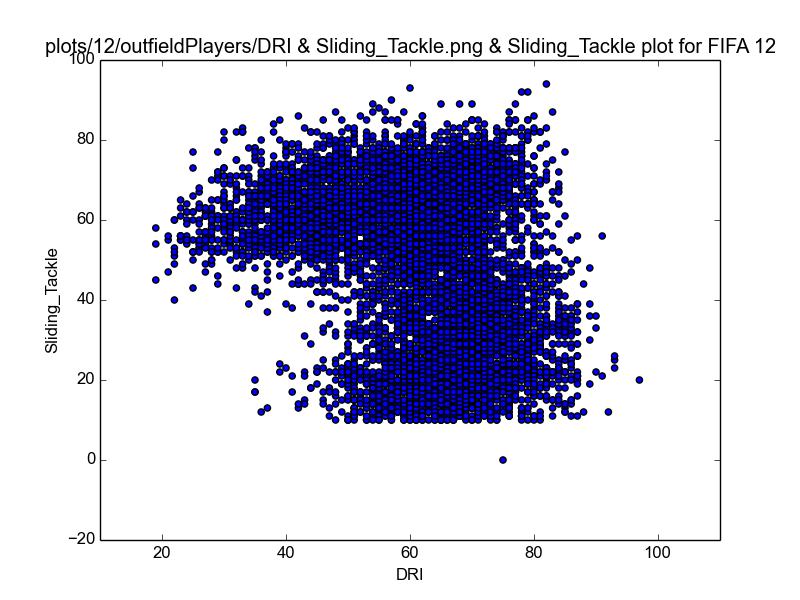 plots/12/outfieldPlayers/DRI & Sliding_Tackle.png & Sliding_Tackle plot for FIFA 12
100
80
60
40
20
0
−20
Sliding_Tackle
20 40 60 80 100
DRI